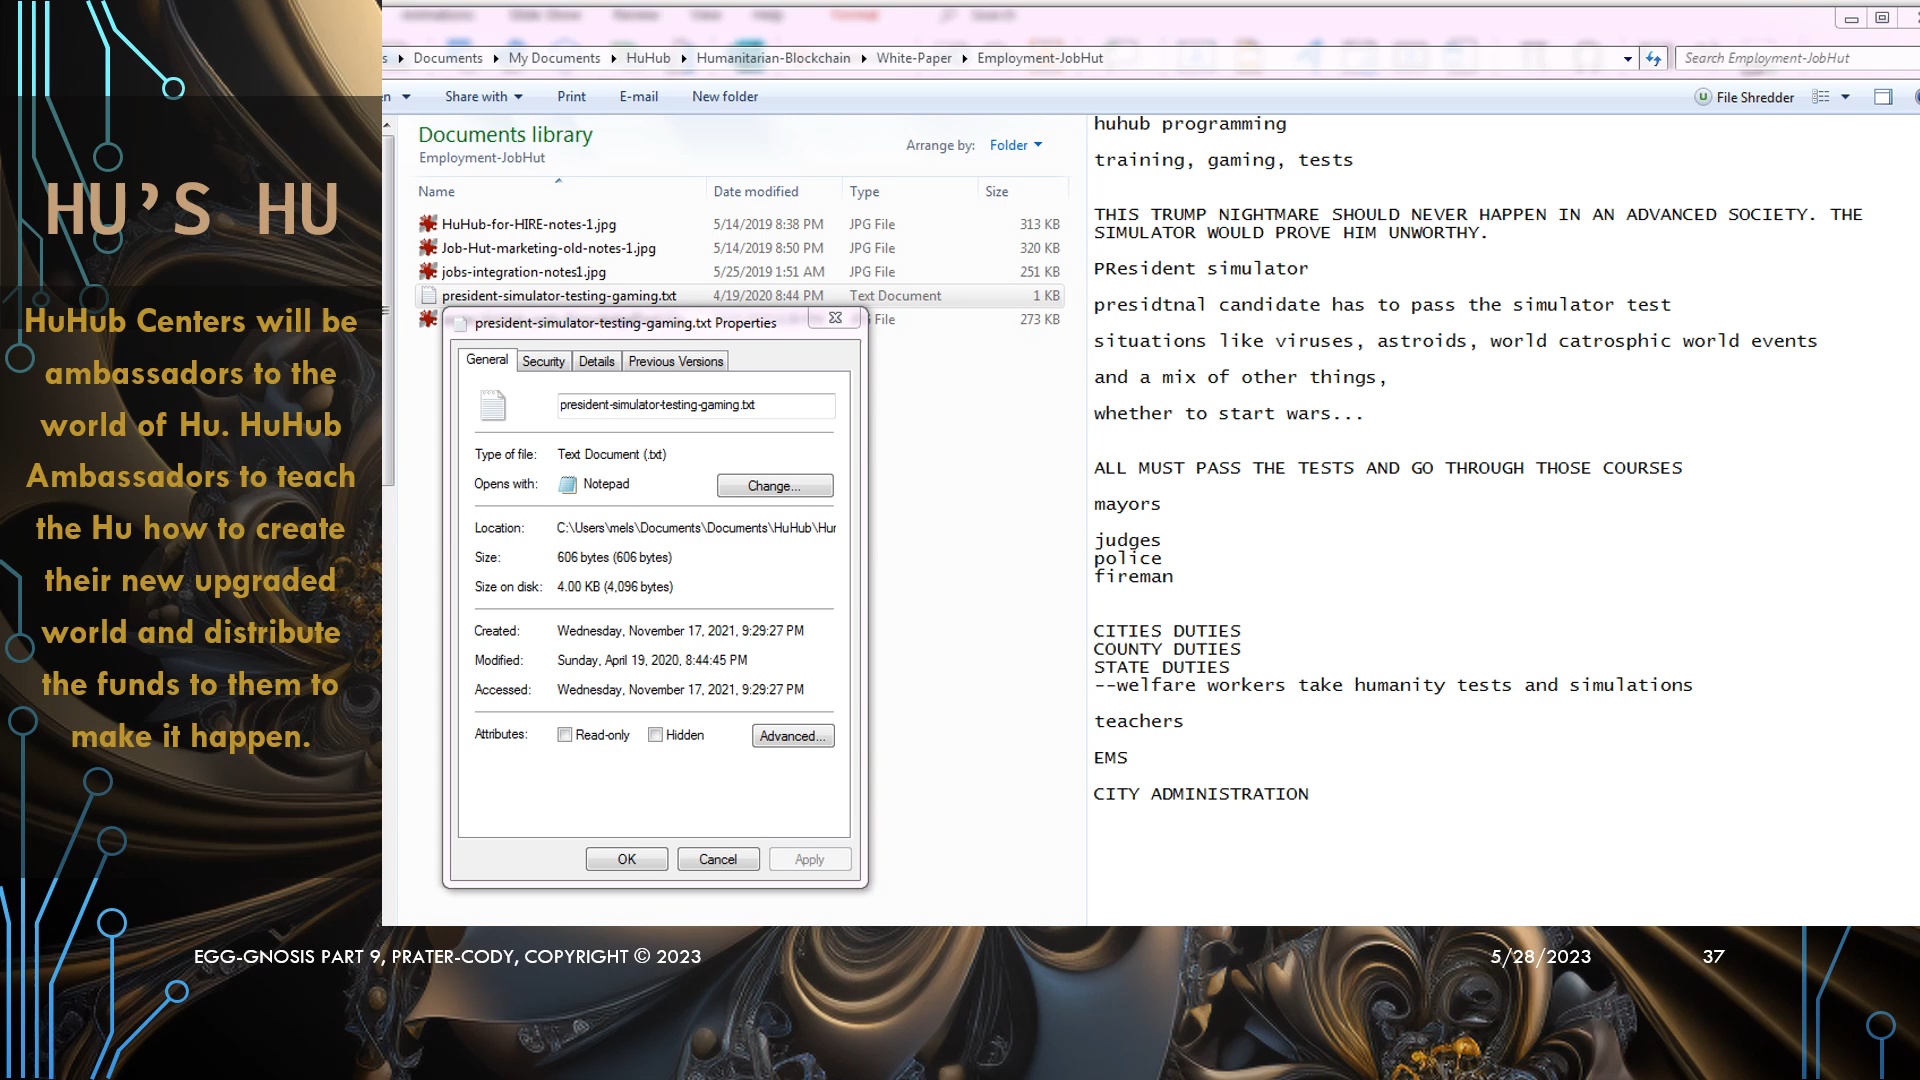 HU'S HU
HuHub Centers will be
ambassadors to the
world of Hu. HuHub
Ambassadors to teach
the Hu how to create
their new upgraded
world and distribute
the funds to them to
make it happen.
Slide Show Review View Help Format Search
s ▸ Documents ▸ My Documents ▸ HuHub ▸ Humanitarian-Blockchain ▸ White-Paper ▸ Employment-JobHut
Search Employment-JobHut
en Share with Print E-mail New folder
File Shredder
Documents library
Employment-JobHut
Arrange by: Folder
Name Date modified Type Size
HuHub-for-HIRE-notes-1.jpg 5/14/2019 8:38 PM JPG File 313 KB
Job-Hut-marketing-old-notes-1.jpg 5/14/2019 8:50 PM JPG File 320 KB
jobs-integration-notes1.jpg 5/25/2019 1:51 AM JPG File 251 KB
president-simulator-testing-gaming.txt 4/19/2020 8:44 PM Text Document 1 KB
File 273 KB
president-simulator-testing-gaming.txt Properties
General Security Details Previous Versions
president-simulator-testing-gaming.txt
Type of file: Text Document (.txt)
Opens with: Notepad Change...
Location: C:\Users\mels\Documents\Documents\HuHub\Hur
Size: 606 bytes (606 bytes)
Size on disk: 4.00 KB (4,096 bytes)
Created: Wednesday, November 17, 2021, 9:29:27 PM
Modified: Sunday, April 19, 2020, 8:44:45 PM
Accessed: Wednesday, November 17, 2021, 9:29:27 PM
Attributes: Read-only Hidden Advanced...
OK Cancel Apply
huhub programming
training, gaming, tests
THIS TRUMP NIGHTMARE SHOULD NEVER HAPPEN IN AN ADVANCED SOCIETY. THE
SIMULATOR WOULD PROVE HIM UNWORTHY.
PResident simulator
presidtnal candidate has to pass the simulator test
situations like viruses, astroids, world catrosphic world events
and a mix of other things,
whether to start wars...
ALL MUST PASS THE TESTS AND GO THROUGH THOSE COURSES
mayors
judges
police
fireman
CITIES DUTIES
COUNTY DUTIES
STATE DUTIES
--welfare workers take humanity tests and simulations
teachers
EMS
CITY ADMINISTRATION
EGG-GNOSIS PART 9, PRATER-CODY, COPYRIGHT © 2023
5/28/2023
37